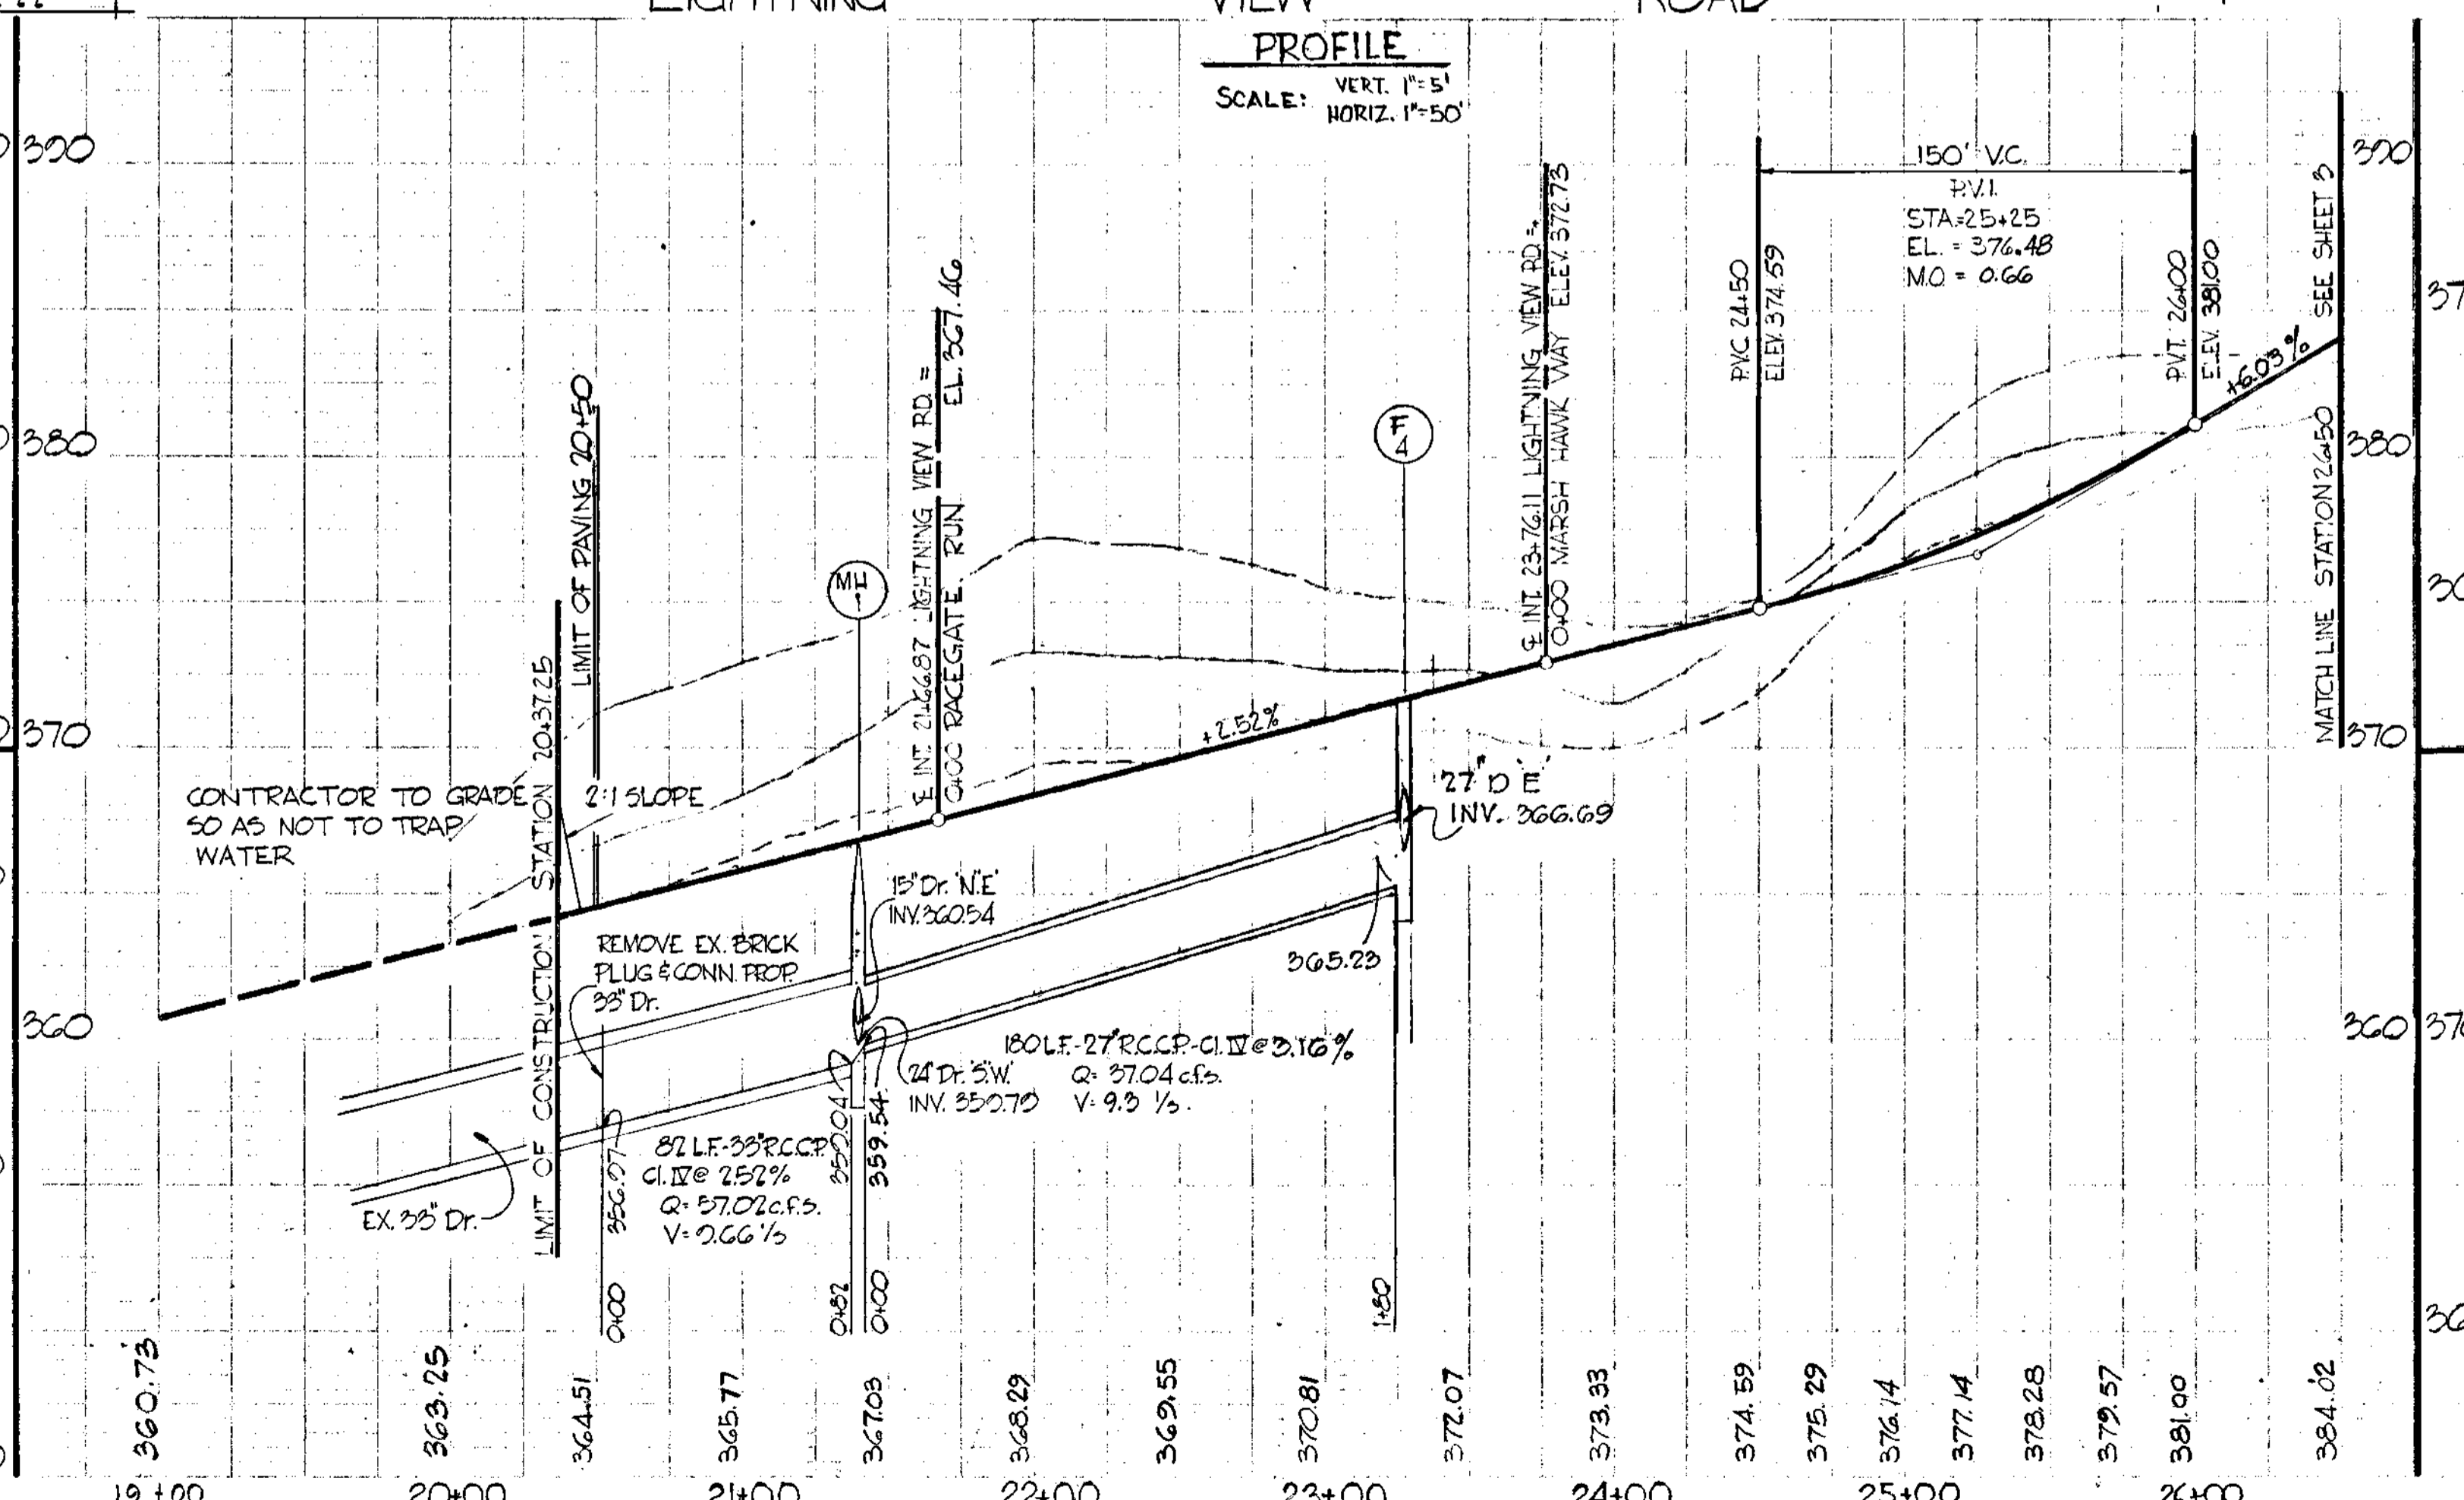 LIGHTNING VIEW ROAD
PROFILE
SCALE: VERT. 1"=5'
HORIZ. 1"=50'
390
380
370
360
390
380
370
360
CONTRACTOR TO GRADE
SO AS NOT TO TRAP
WATER
LIMIT OF CONSTRUCTION STATION 20+37.25
LIMIT OF PAVING 20+50
2:1 SLOPE
REMOVE EX. BRICK
PLUG & CONN. PROP.
33" Dr.
EX. 33" Dr.
82 L.F.-33" R.C.C.P.
Cl. IV @ 2.52%
Q= 57.02 c.f.s.
V= 9.66 '/s
0+00 356.97
0+82 359.04
0+00 359.54
MH
1
15" Dr. 'N.E.'
INV. 360.54
24" Dr. 'S.W.'
INV. 359.79
₵ INT. 21+66.87 LIGHTNING VIEW RD. =
0+00 RACEGATE RUN EL. 367.46
+2.52%
180 L.F.-27" R.C.C.P.-Cl. IV @ 3.16%
Q= 37.04 c.f.s.
V= 9.3 '/s.
365.23
1+80
F
4
27" D 'E'
INV. 366.69
₵ INT. 23+76.11 LIGHTNING VIEW RD. =
0+00 MARSH HAWK WAY ELEV. 372.73
P.V.C. 24+50
ELEV. 374.59
150' V.C.
P.V.I.
STA.=25+25
EL. = 376.48
M.O. = 0.66
P.V.T. 26+00
ELEV. 381.00
+6.03%
MATCH LINE STATION 26+50 SEE SHEET 3
360.73
363.25
364.51
365.77
367.03
368.29
369.55
370.81
372.07
373.33
374.59
375.29
376.14
377.14
378.28
379.57
381.00
384.02
19+00 20+00 21+00 22+00 23+00 24+00 25+00 26+00